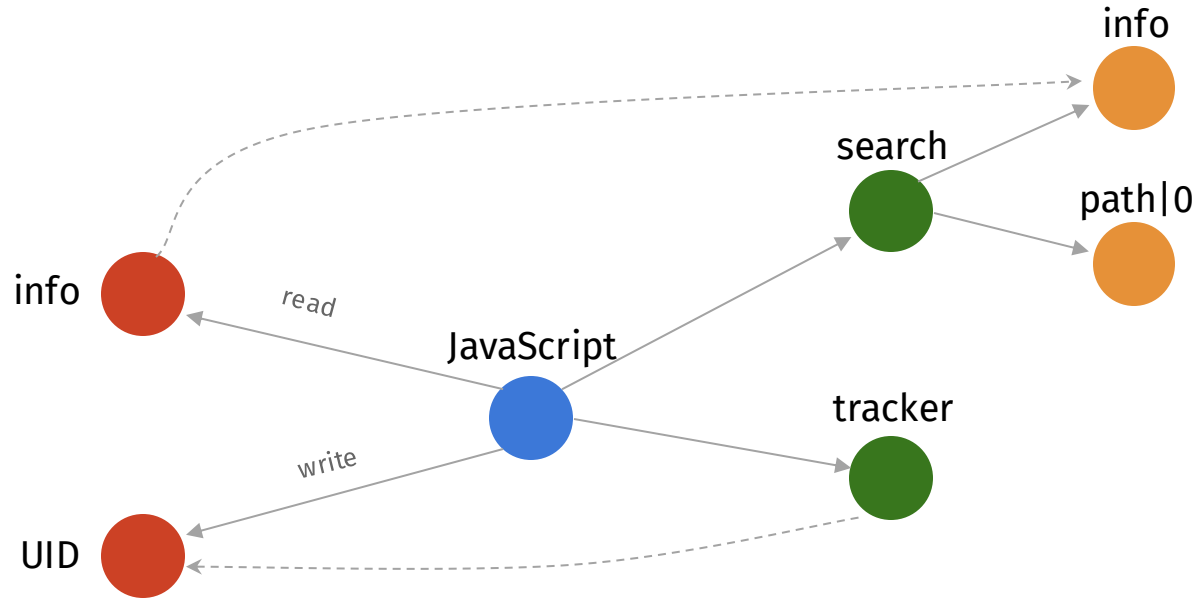 info
search
path|0
info
read
JavaScript
tracker
write
UID